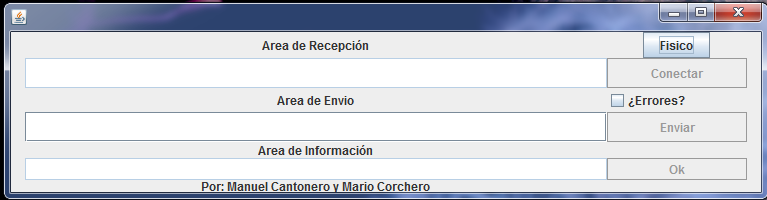 Area de Recepción
Fisico
Conectar
Area de Envio
¿Errores?
Enviar
Area de Información
Ok
Por: Manuel Cantonero y Mario Corchero